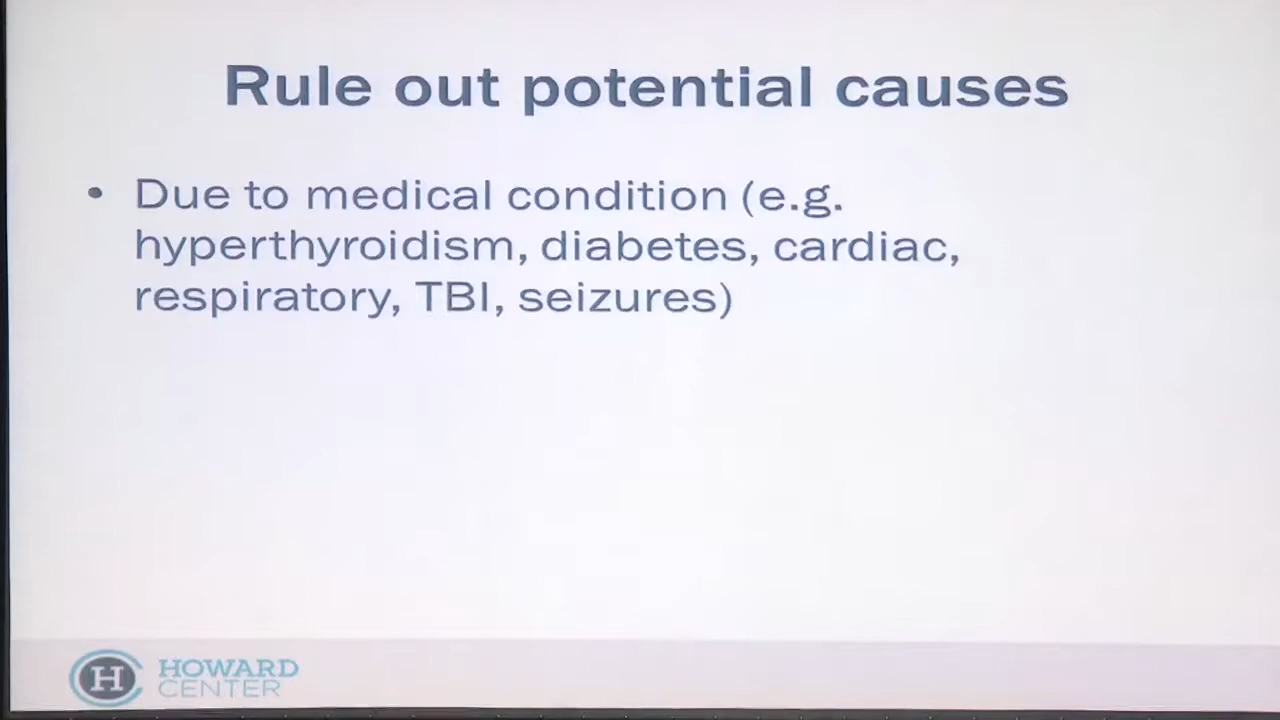 Rule out potential causes
• Due to medical condition (e.g.
hyperthyroidism, diabetes, cardiac,
respiratory, TBI, seizures)
H HOWARD
CENTER